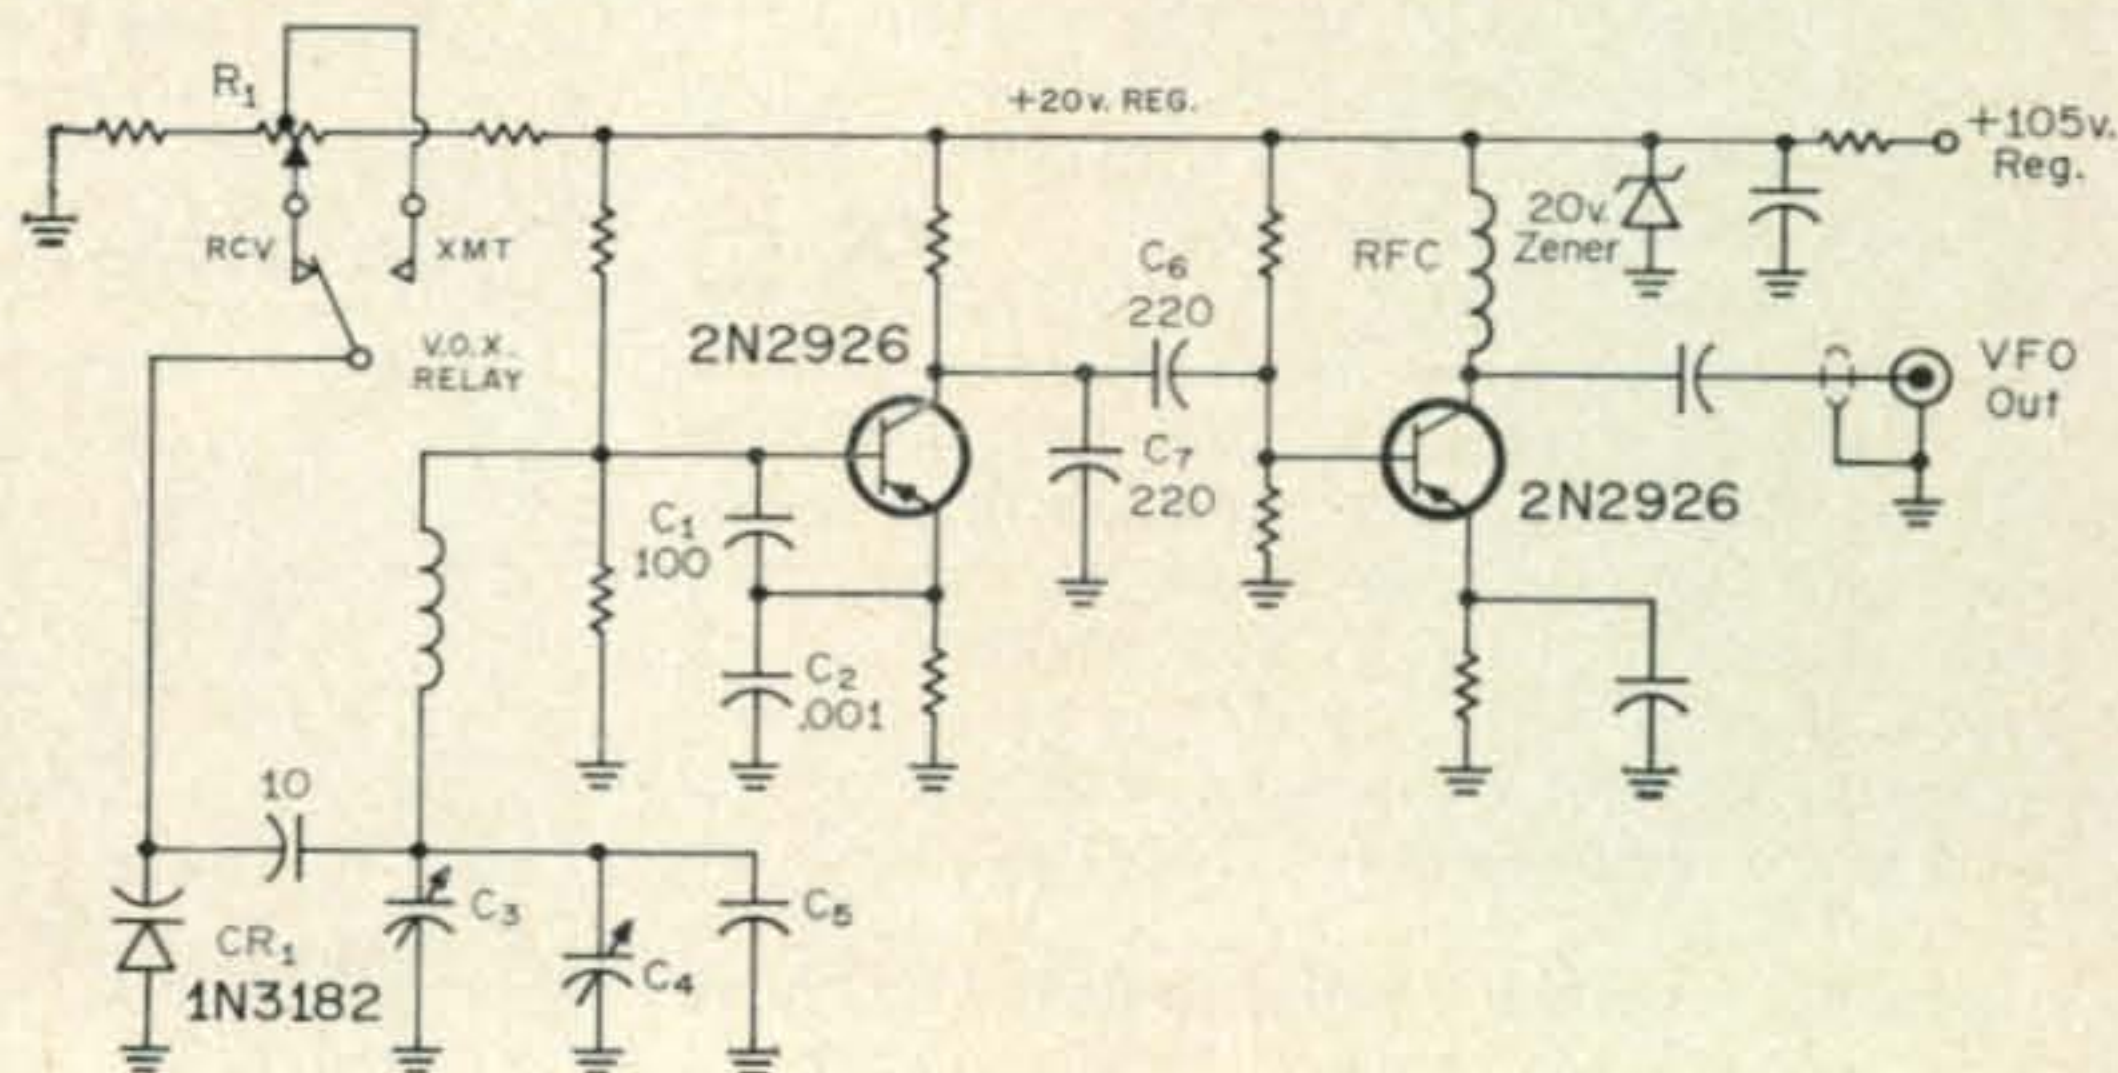 R1
+20v. REG.
+105v.
Reg.
RCV
XMT
V.O.X.
RELAY
2N2926
C6
220
C7
220
RFC
20v.
Zener
VFO
Out
2N2926
C1
100
C2
.001
10
CR1
1N3182
C3
C4
C5